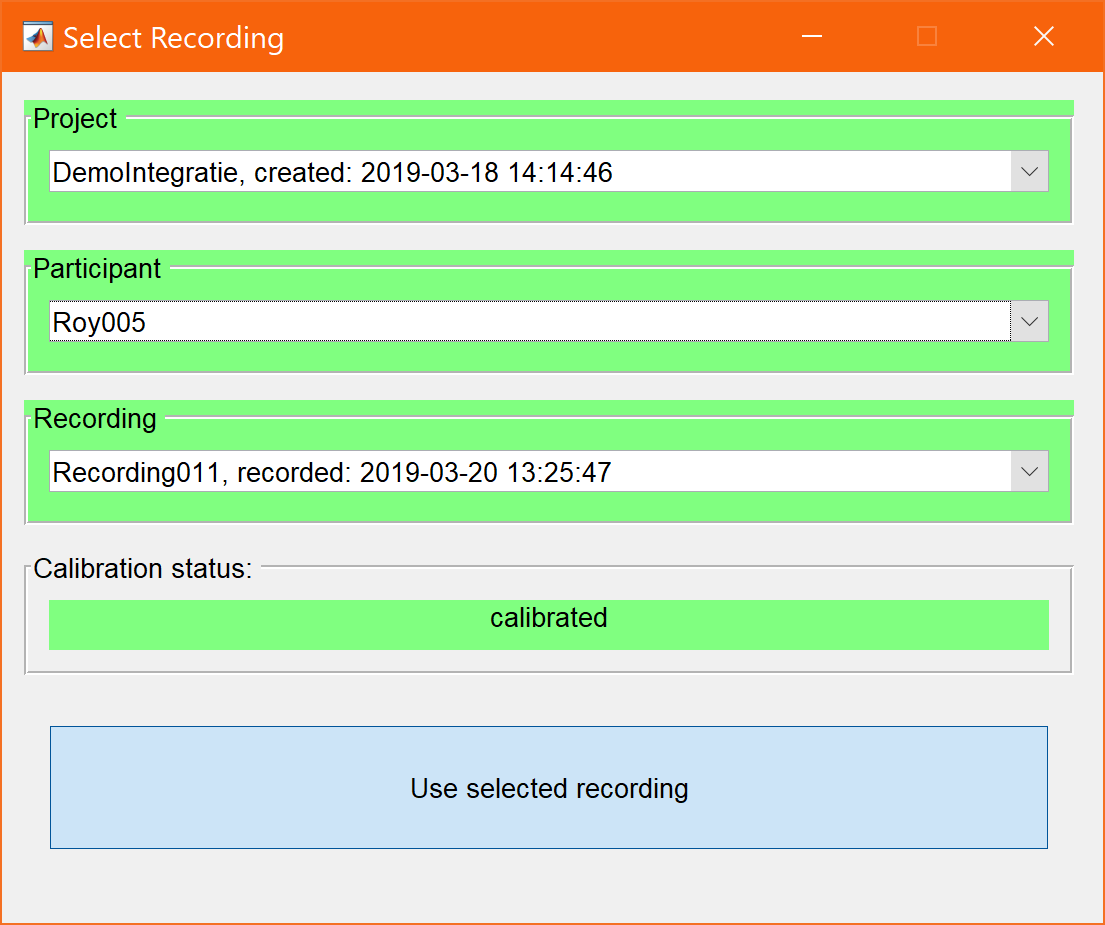 Select Recording
Project
DemoIntegratie, created: 2019-03-18 14:14:46
Participant
Roy005
Recording
Recording011, recorded: 2019-03-20 13:25:47
Calibration status:
calibrated
Use selected recording